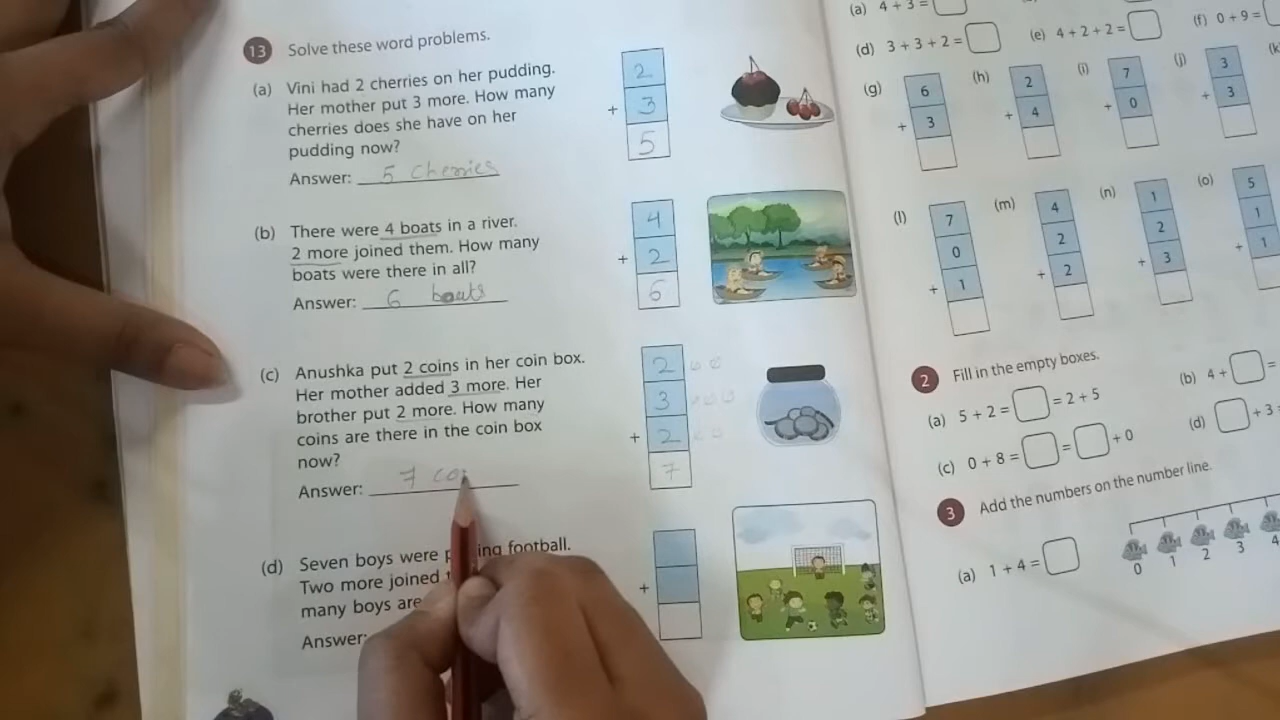 13 Solve these word problems.
(a) Vini had 2 cherries on her pudding.
Her mother put 3 more. How many
cherries does she have on her
pudding now?
Answer: 5 Cherries
2
+ 3
5
(b) There were 4 boats in a river.
2 more joined them. How many
boats were there in all?
Answer: 6 boats
4
+ 2
6
(c) Anushka put 2 coins in her coin box.
Her mother added 3 more. Her
brother put 2 more. How many
coins are there in the coin box
now?
Answer: 7 co
2
3
+ 2
7
(d) Seven boys were football.
Two more joined
many boys are
Answer:
+
(a) 4 + 3 =
(d) 3 + 3 + 2 =
(e) 4 + 2 + 2 =
(f) 0 + 9 =
(g) 6
+ 3
(h) 2
+ 4
(i) 7
+ 0
(j) 3
+ 3
(l) 7
0
+ 1
(m) 4
2
+ 2
(n) 1
2
+ 3
(o) 5
1
+ 1
2 Fill in the empty boxes.
(a) 5 + 2 = = 2 + 5
(b) 4 + =
(c) 0 + 8 = = + 0
(d) + 3
3 Add the numbers on the number line.
(a) 1 + 4 =
0 1 2 3 4